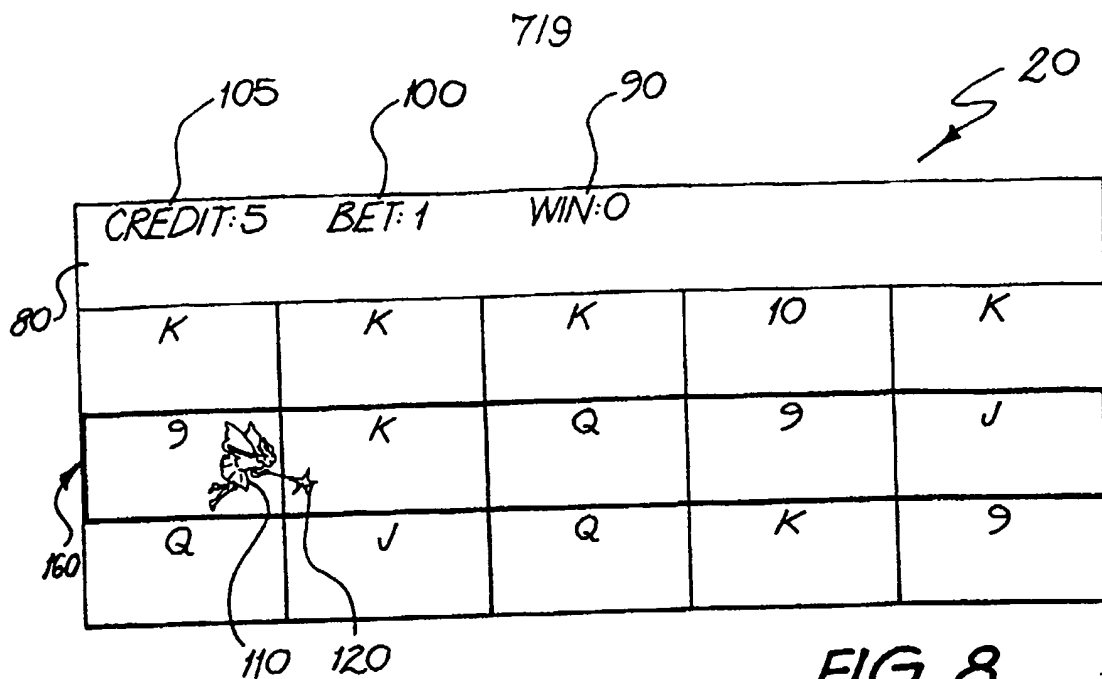 7/9
105 100 90 20
CREDIT:5 BET:1 WIN:0
80
K K K 10 K
9 K Q 9 J
160
Q J Q K 9
110 120
FIG. 8